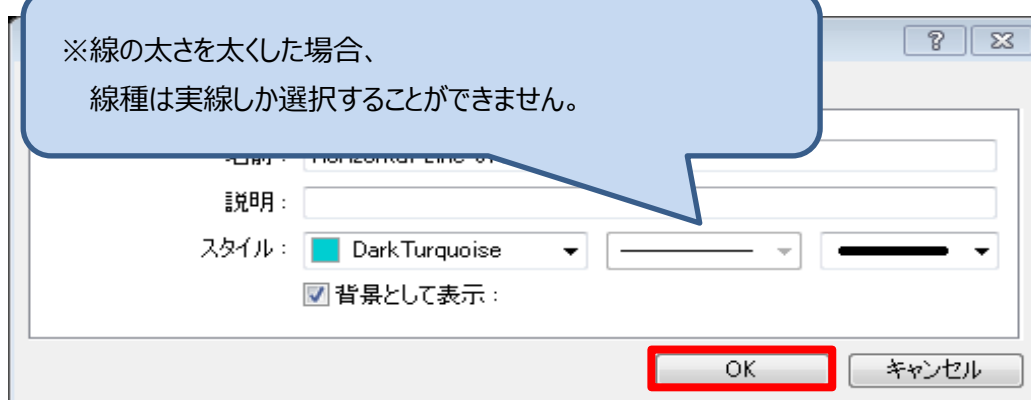 ※線の太さを太くした場合、
線種は実線しか選択することができません。
説明：
スタイル： DarkTurquoise
背景として表示：
OK キャンセル